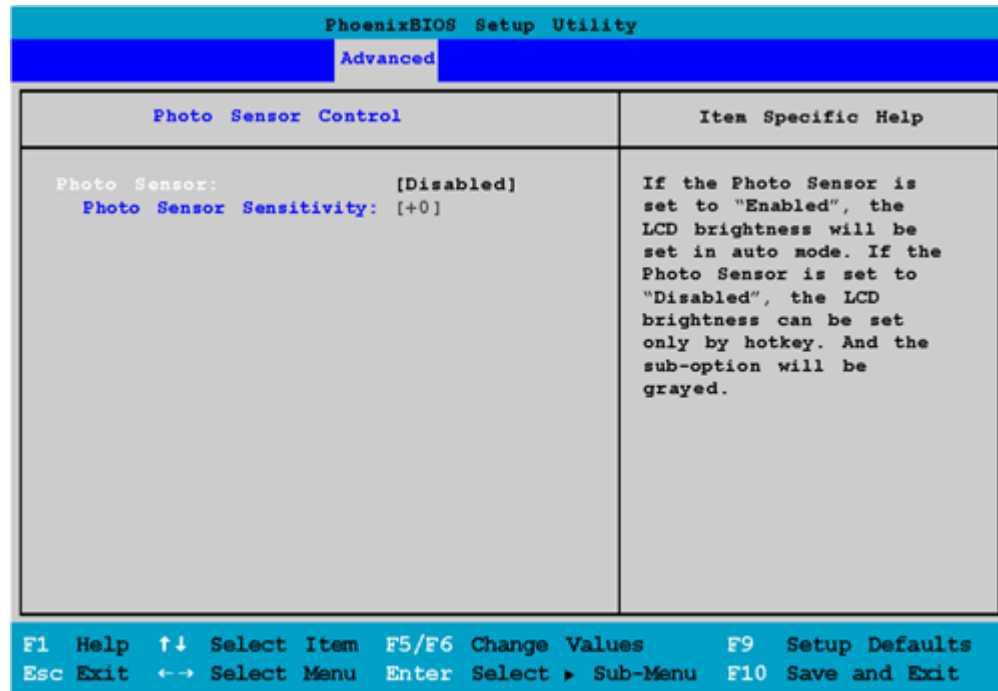 PhoenixBIOS Setup Utility
Advanced
Photo Sensor Control
Item Specific Help
Photo Sensor: [Disabled]
Photo Sensor Sensitivity: [+0]
If the Photo Sensor is
set to “Enabled”, the
LCD brightness will be
set in auto mode. If the
Photo Sensor is set to
“Disabled”, the LCD
brightness can be set
only by hotkey. And the
sub-option will be
grayed.
F1 Help ↑↓ Select Item F5/F6 Change Values F9 Setup Defaults
Esc Exit ←→ Select Menu Enter Select ▶ Sub-Menu F10 Save and Exit